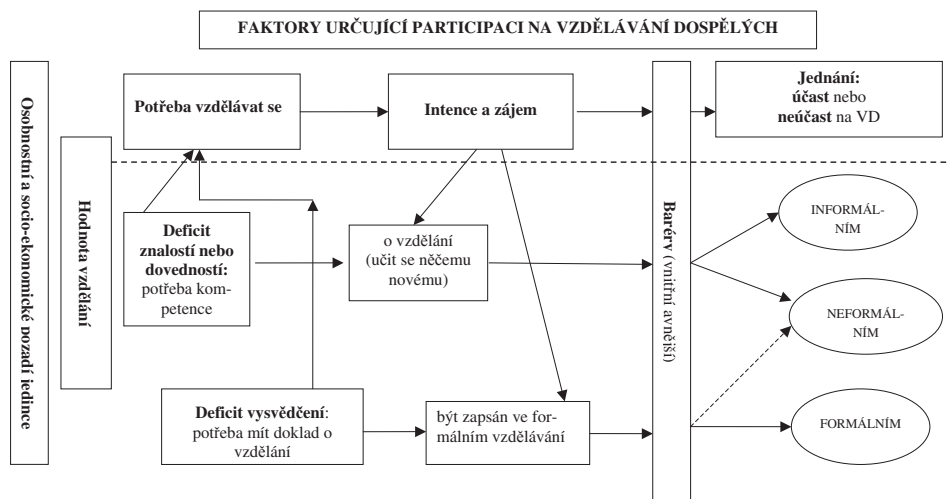 FAKTORY URČUJÍCÍ PARTICIPACI NA VZDĚLÁVÁNÍ DOSPĚLÝCH
Osobnostní a socio-ekonomické pozadí jedince
Hodnota vzdělání
Potřeba vzdělávat se
Intence a zájem
Jednání:
účast nebo
neúčast na VD
Deficit
znalostí nebo
dovedností:
potřeba kom-
petence
o vzdělání
(učit se něčemu
novému)
Deficit vysvědčení:
potřeba mít doklad o
vzdělání
být zapsán ve for-
málním vzdělávání
Baréry (vnitřní avnější)
INFORMÁL-
NÍM
NEFORMÁL-
NÍM
FORMÁLNÍM